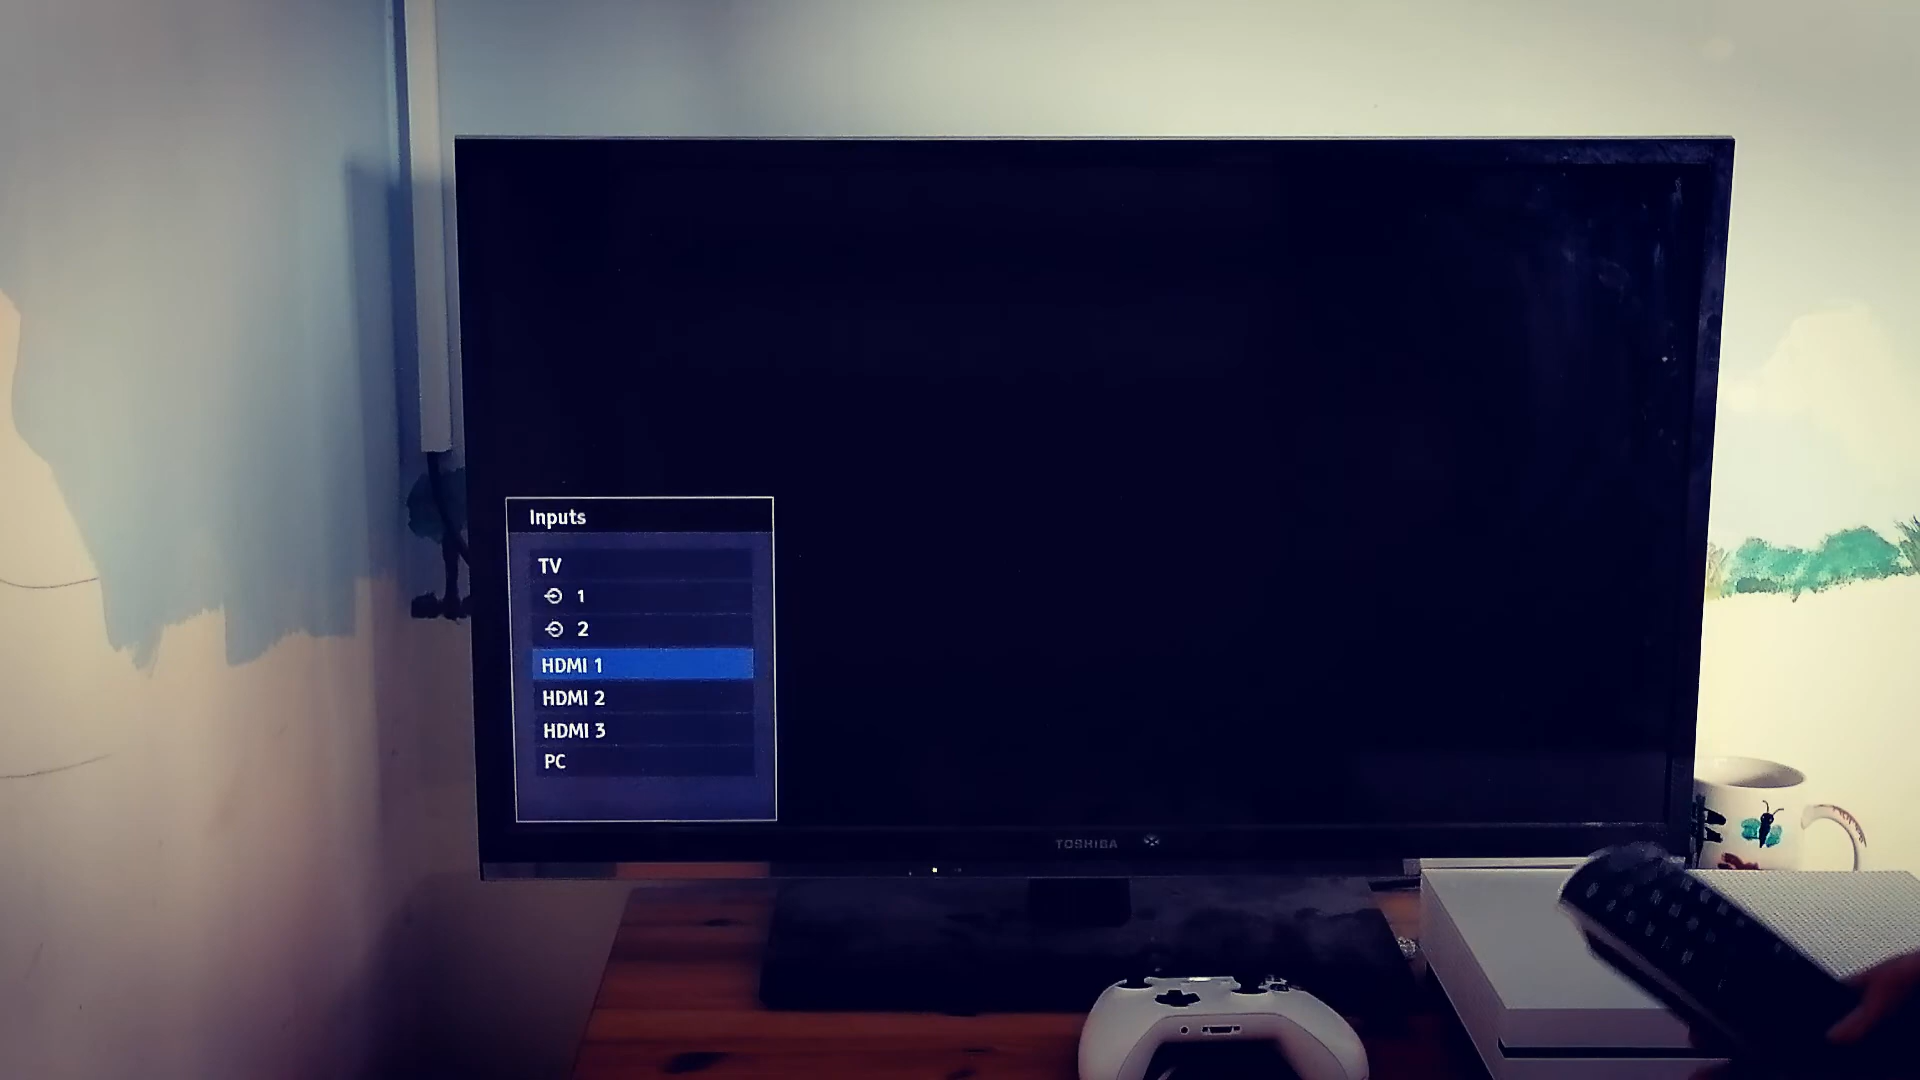 Inputs
TV
1
2
HDMI 1
HDMI 2
HDMI 3
PC
TOSHIBA